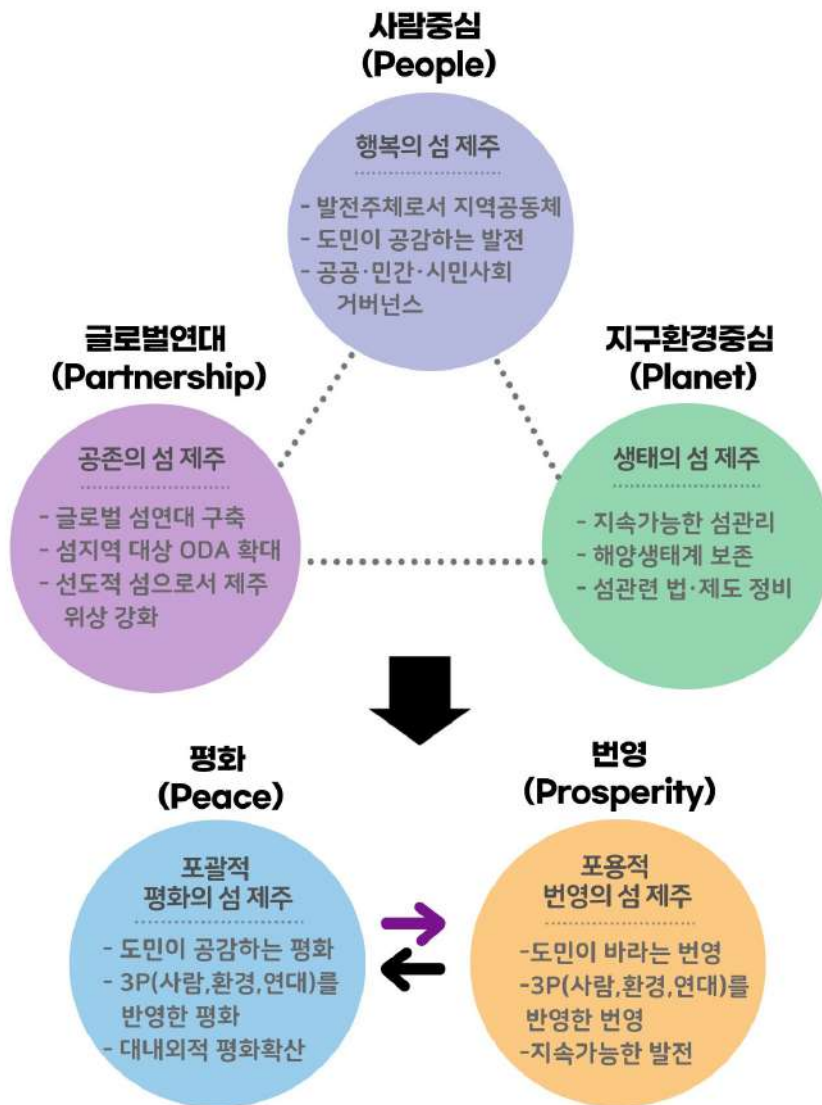 사람중심
(People)
행복의 섬 제주
- 발전주체로서 지역공동체
- 도민이 공감하는 발전
- 공공·민간·시민사회
거버넌스
글로벌연대
(Partnership)
공존의 섬 제주
- 글로벌 섬연대 구축
- 섬지역 대상 ODA 확대
- 선도적 섬으로서 제주
위상 강화
지구환경중심
(Planet)
생태의 섬 제주
- 지속가능한 섬관리
- 해양생태계 보존
- 섬관련 법·제도 정비
평화
(Peace)
포괄적
평화의 섬 제주
- 도민이 공감하는 평화
- 3P(사람,환경,연대)를
반영한 평화
- 대내외적 평화확산
번영
(Prosperity)
포용적
번영의 섬 제주
-도민이 바라는 번영
-3P(사람,환경,연대)를
반영한 번영
-지속가능한 발전